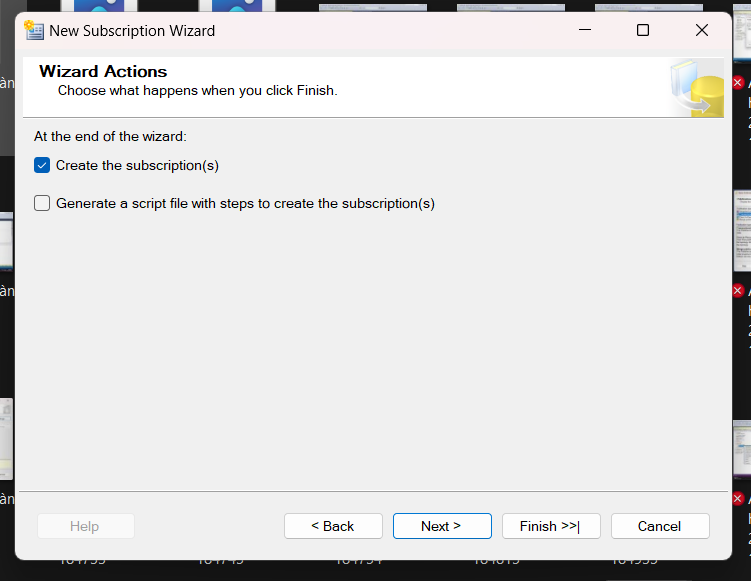 New Subscription Wizard
Wizard Actions
Choose what happens when you click Finish.
At the end of the wizard:
Create the subscription(s)
Generate a script file with steps to create the subscription(s)
Help
< Back
Next >
Finish >>|
Cancel